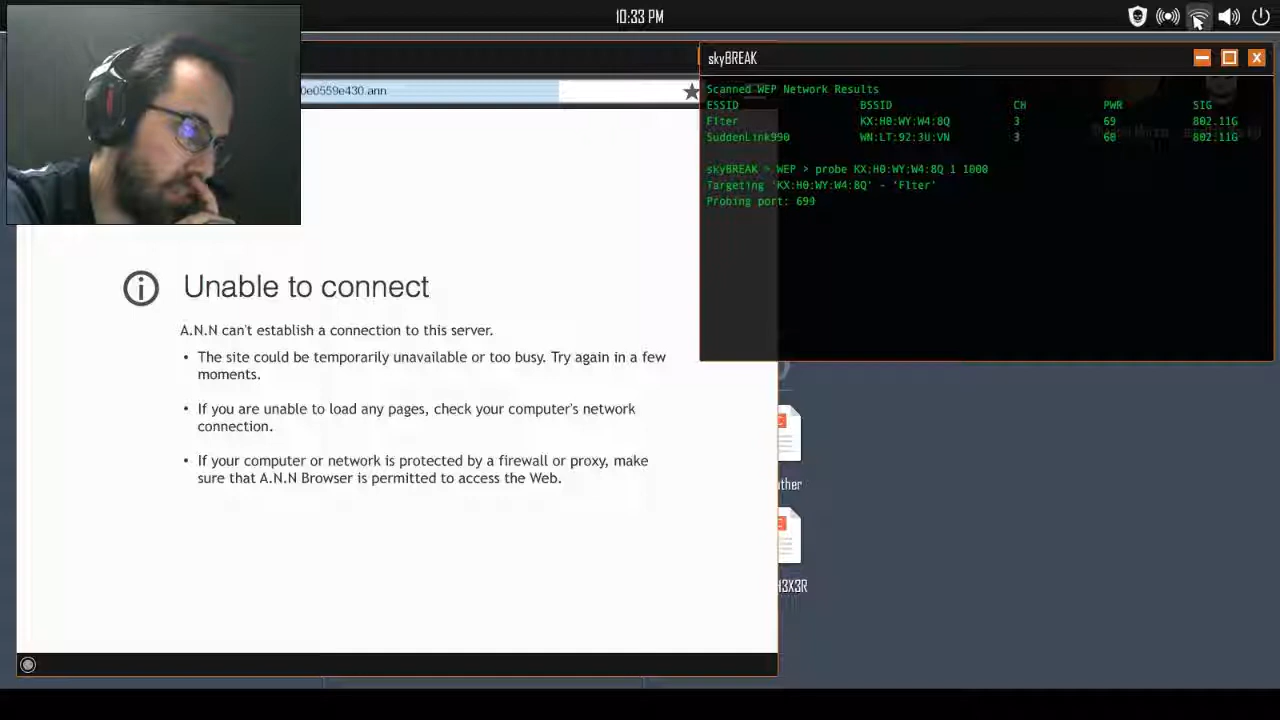 10:33 PM
skyBREAK
0e0559e430.ann
Scanned WEP Network Results
ESSID BSSID CH PWR SIG
F1ter KX:H0:WY:W4:8Q 3 69 802.11G
SuddenLink990 WN:LT:92:3U:VN 3 60 802.11G
skyBREAK > WEP > probe KX:H0:WY:W4:8Q 1 1000
Targeting 'KX:H0:WY:W4:8Q' - 'F1ter'
Probing port: 699
Unable to connect
A.N.N can't establish a connection to this server.
• The site could be temporarily unavailable or too busy. Try again in a few
moments.
• If you are unable to load any pages, check your computer's network
connection.
• If your computer or network is protected by a firewall or proxy, make
sure that A.N.N Browser is permitted to access the Web.
ther
H3X3R